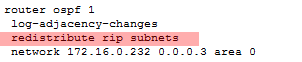 router ospf 1
log-adjacency-changes
redistribute rip subnets
network 172.16.0.232 0.0.0.3 area 0